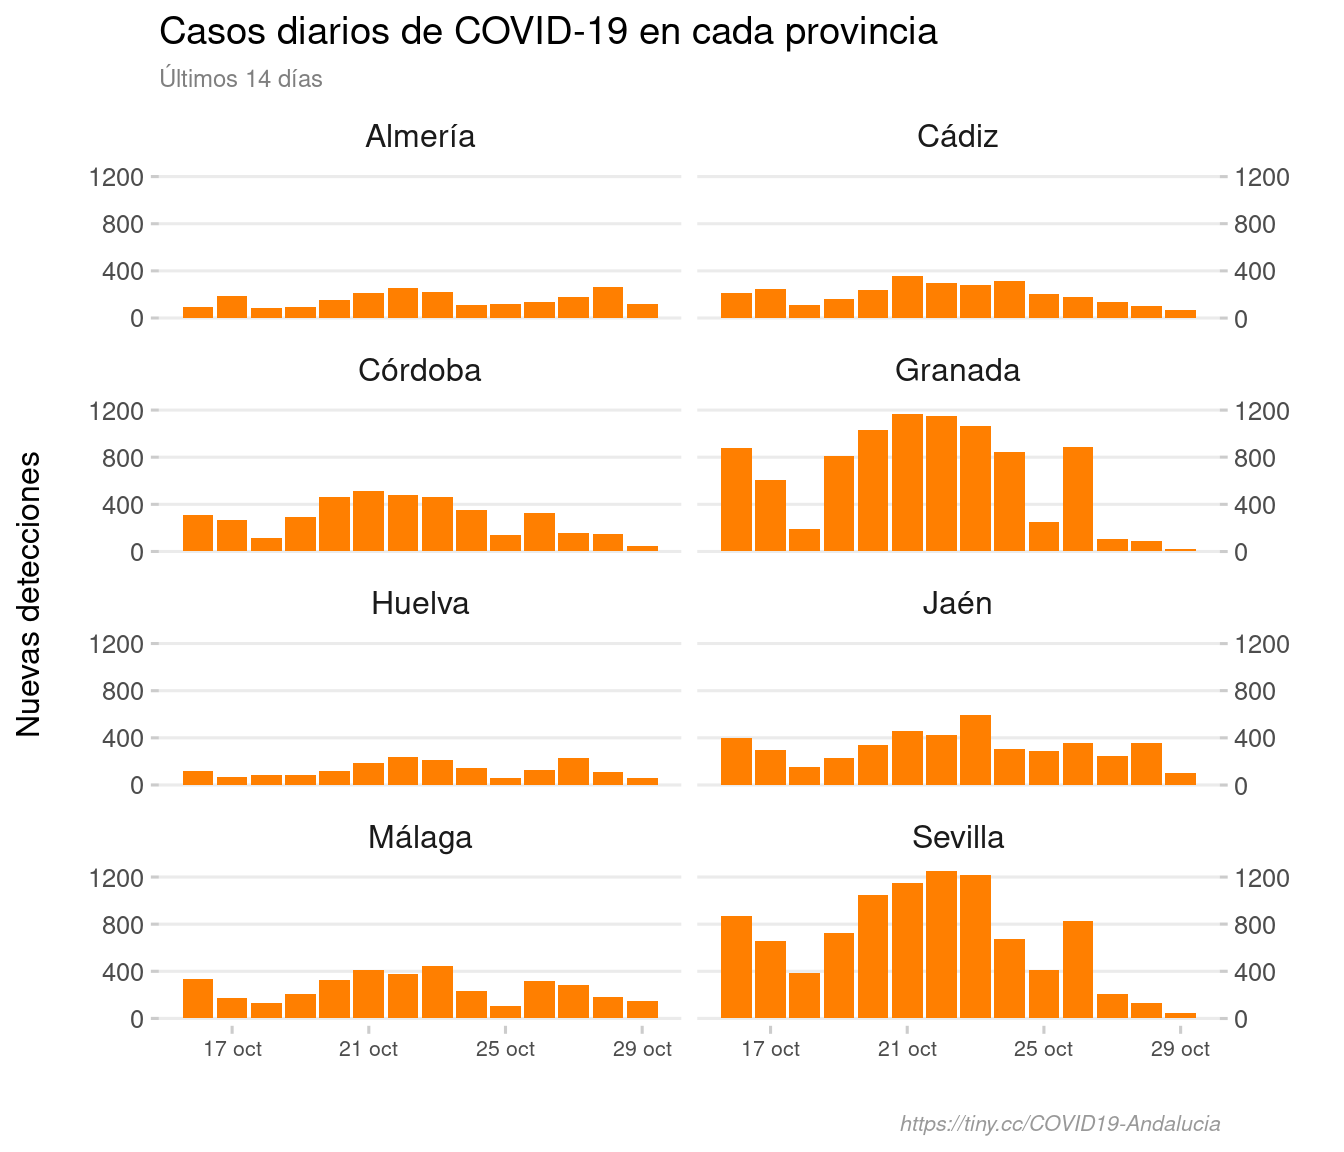 Casos diarios de COVID-19 en cada provincia
Últimos 14 días
Nuevas detecciones
Almería
Cádiz
1200
800
400
0
1200
800
400
0
Córdoba
Granada
1200
800
400
0
1200
800
400
0
Huelva
Jaén
1200
800
400
0
1200
800
400
0
Málaga
Sevilla
1200
800
400
0
1200
800
400
0
17 oct 21 oct 25 oct 29 oct
17 oct 21 oct 25 oct 29 oct
https://tiny.cc/COVID19-Andalucia